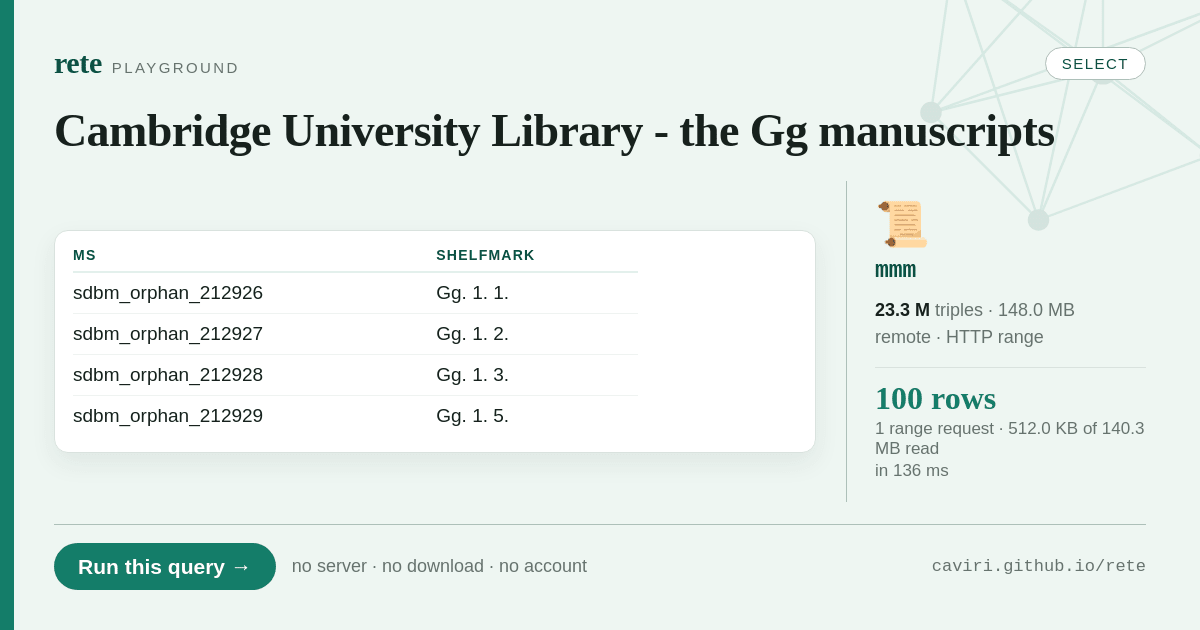 rete PLAYGROUND
SELECT
Cambridge University Library - the Gg manuscripts
MS SHELFMARK
sdbm_orphan_212926 Gg. 1. 1.
sdbm_orphan_212927 Gg. 1. 2.
sdbm_orphan_212928 Gg. 1. 3.
sdbm_orphan_212929 Gg. 1. 5.
mmm
23.3 M triples · 148.0 MB
remote · HTTP range
100 rows
1 range request · 512.0 KB of 140.3
MB read
in 136 ms
Run this query →
no server · no download · no account
caviri.github.io/rete